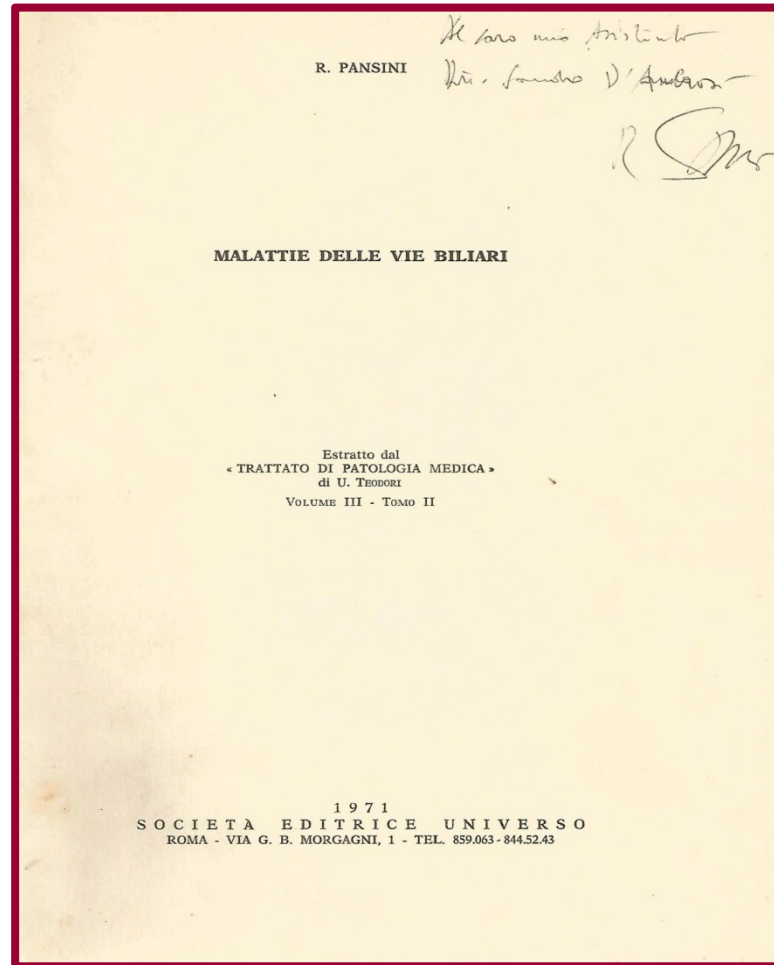 Al caro mio Assistente
R. PANSINI
Dott. Sandro D'Ambrosi
MALATTIE DELLE VIE BILIARI
Estratto dal
« TRATTATO DI PATOLOGIA MEDICA »
di U. TEODORI
VOLUME III - TOMO II
1971
SOCIETÀ EDITRICE UNIVERSO
ROMA - VIA G. B. MORGAGNI, 1 - TEL. 859.063 - 844.52.43